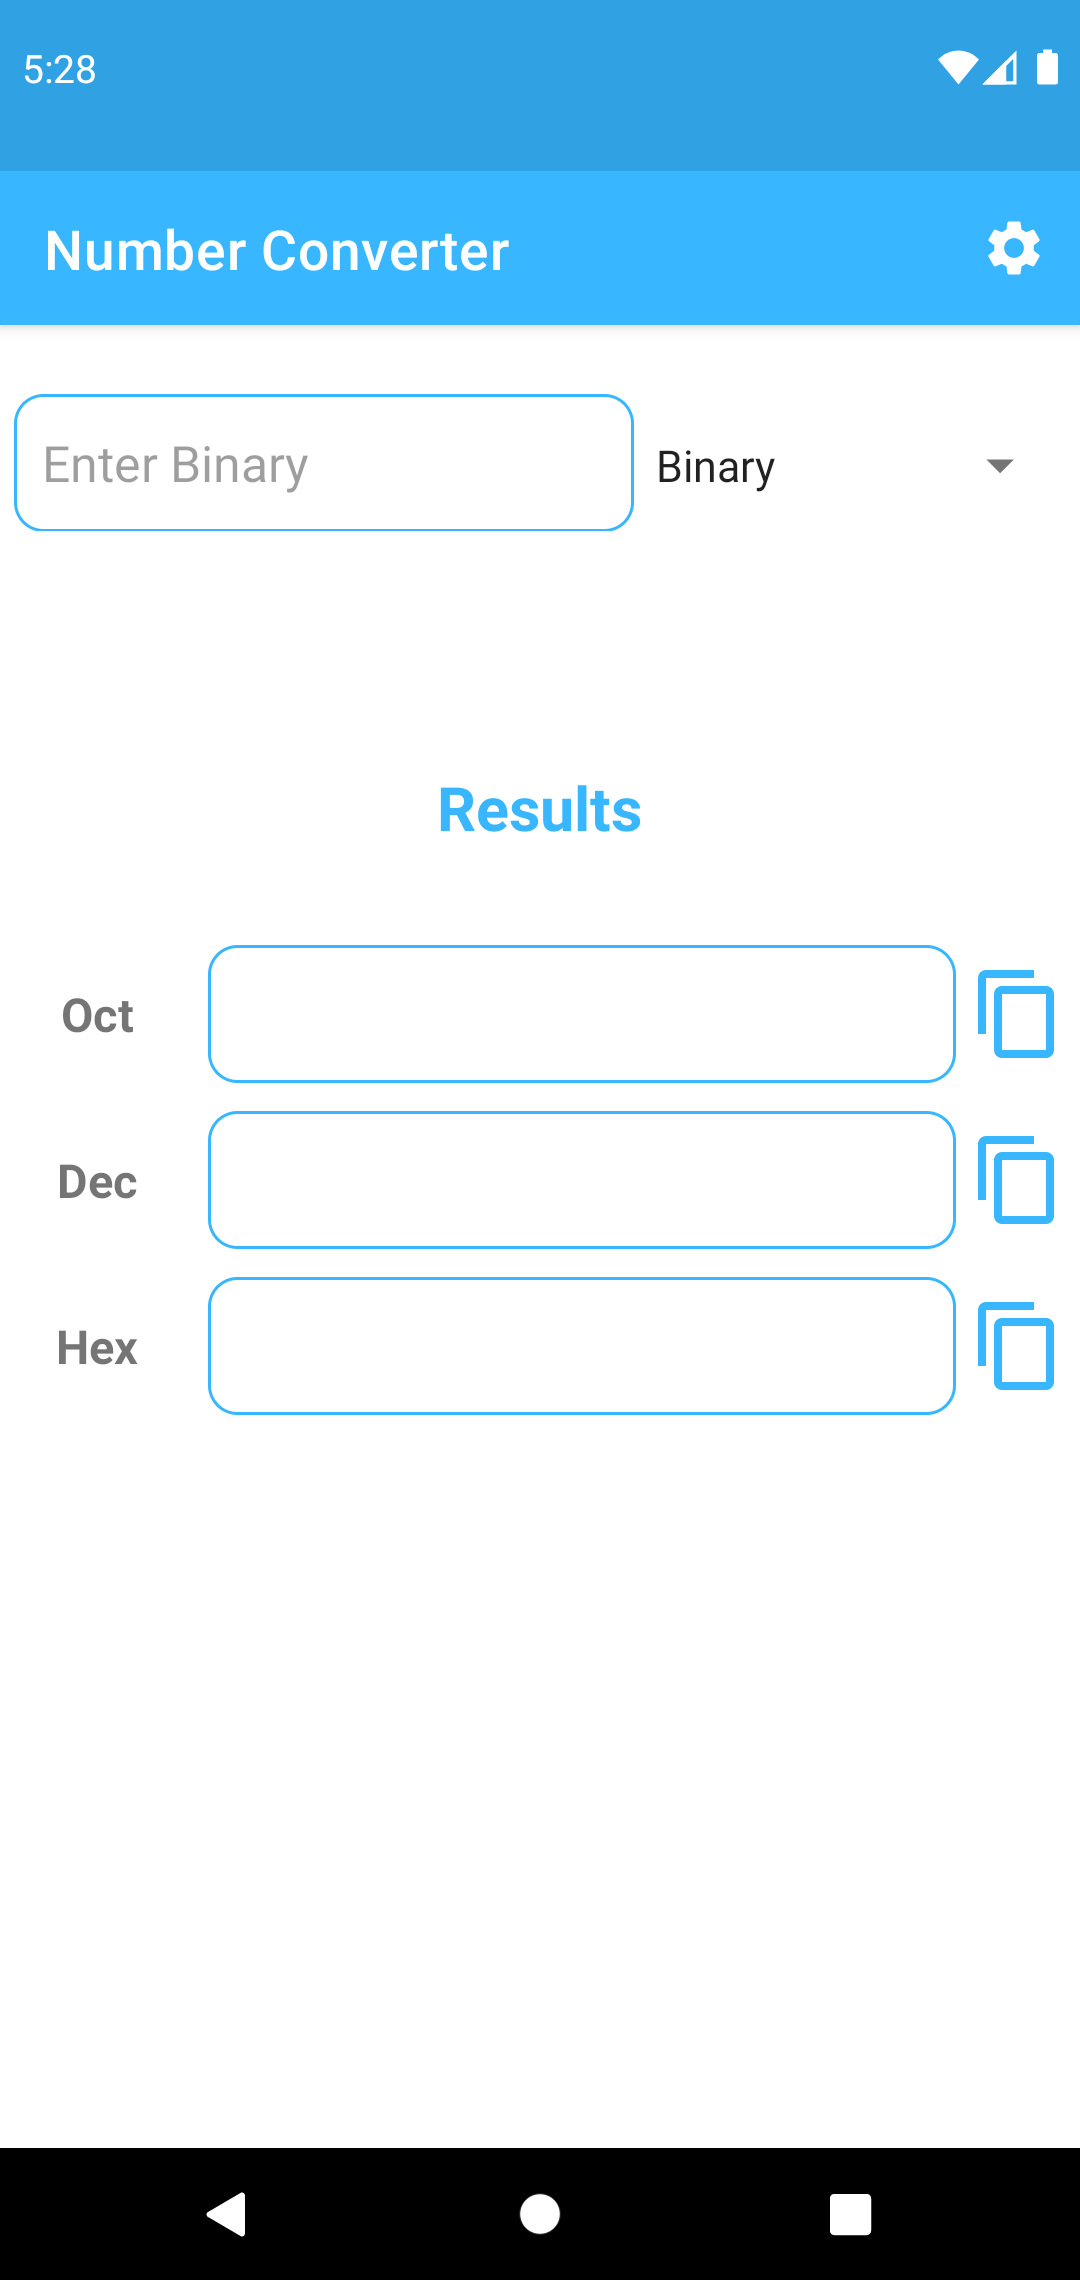 5:28
Number Converter
Enter Binary
Binary
Results
Oct
Dec
Hex